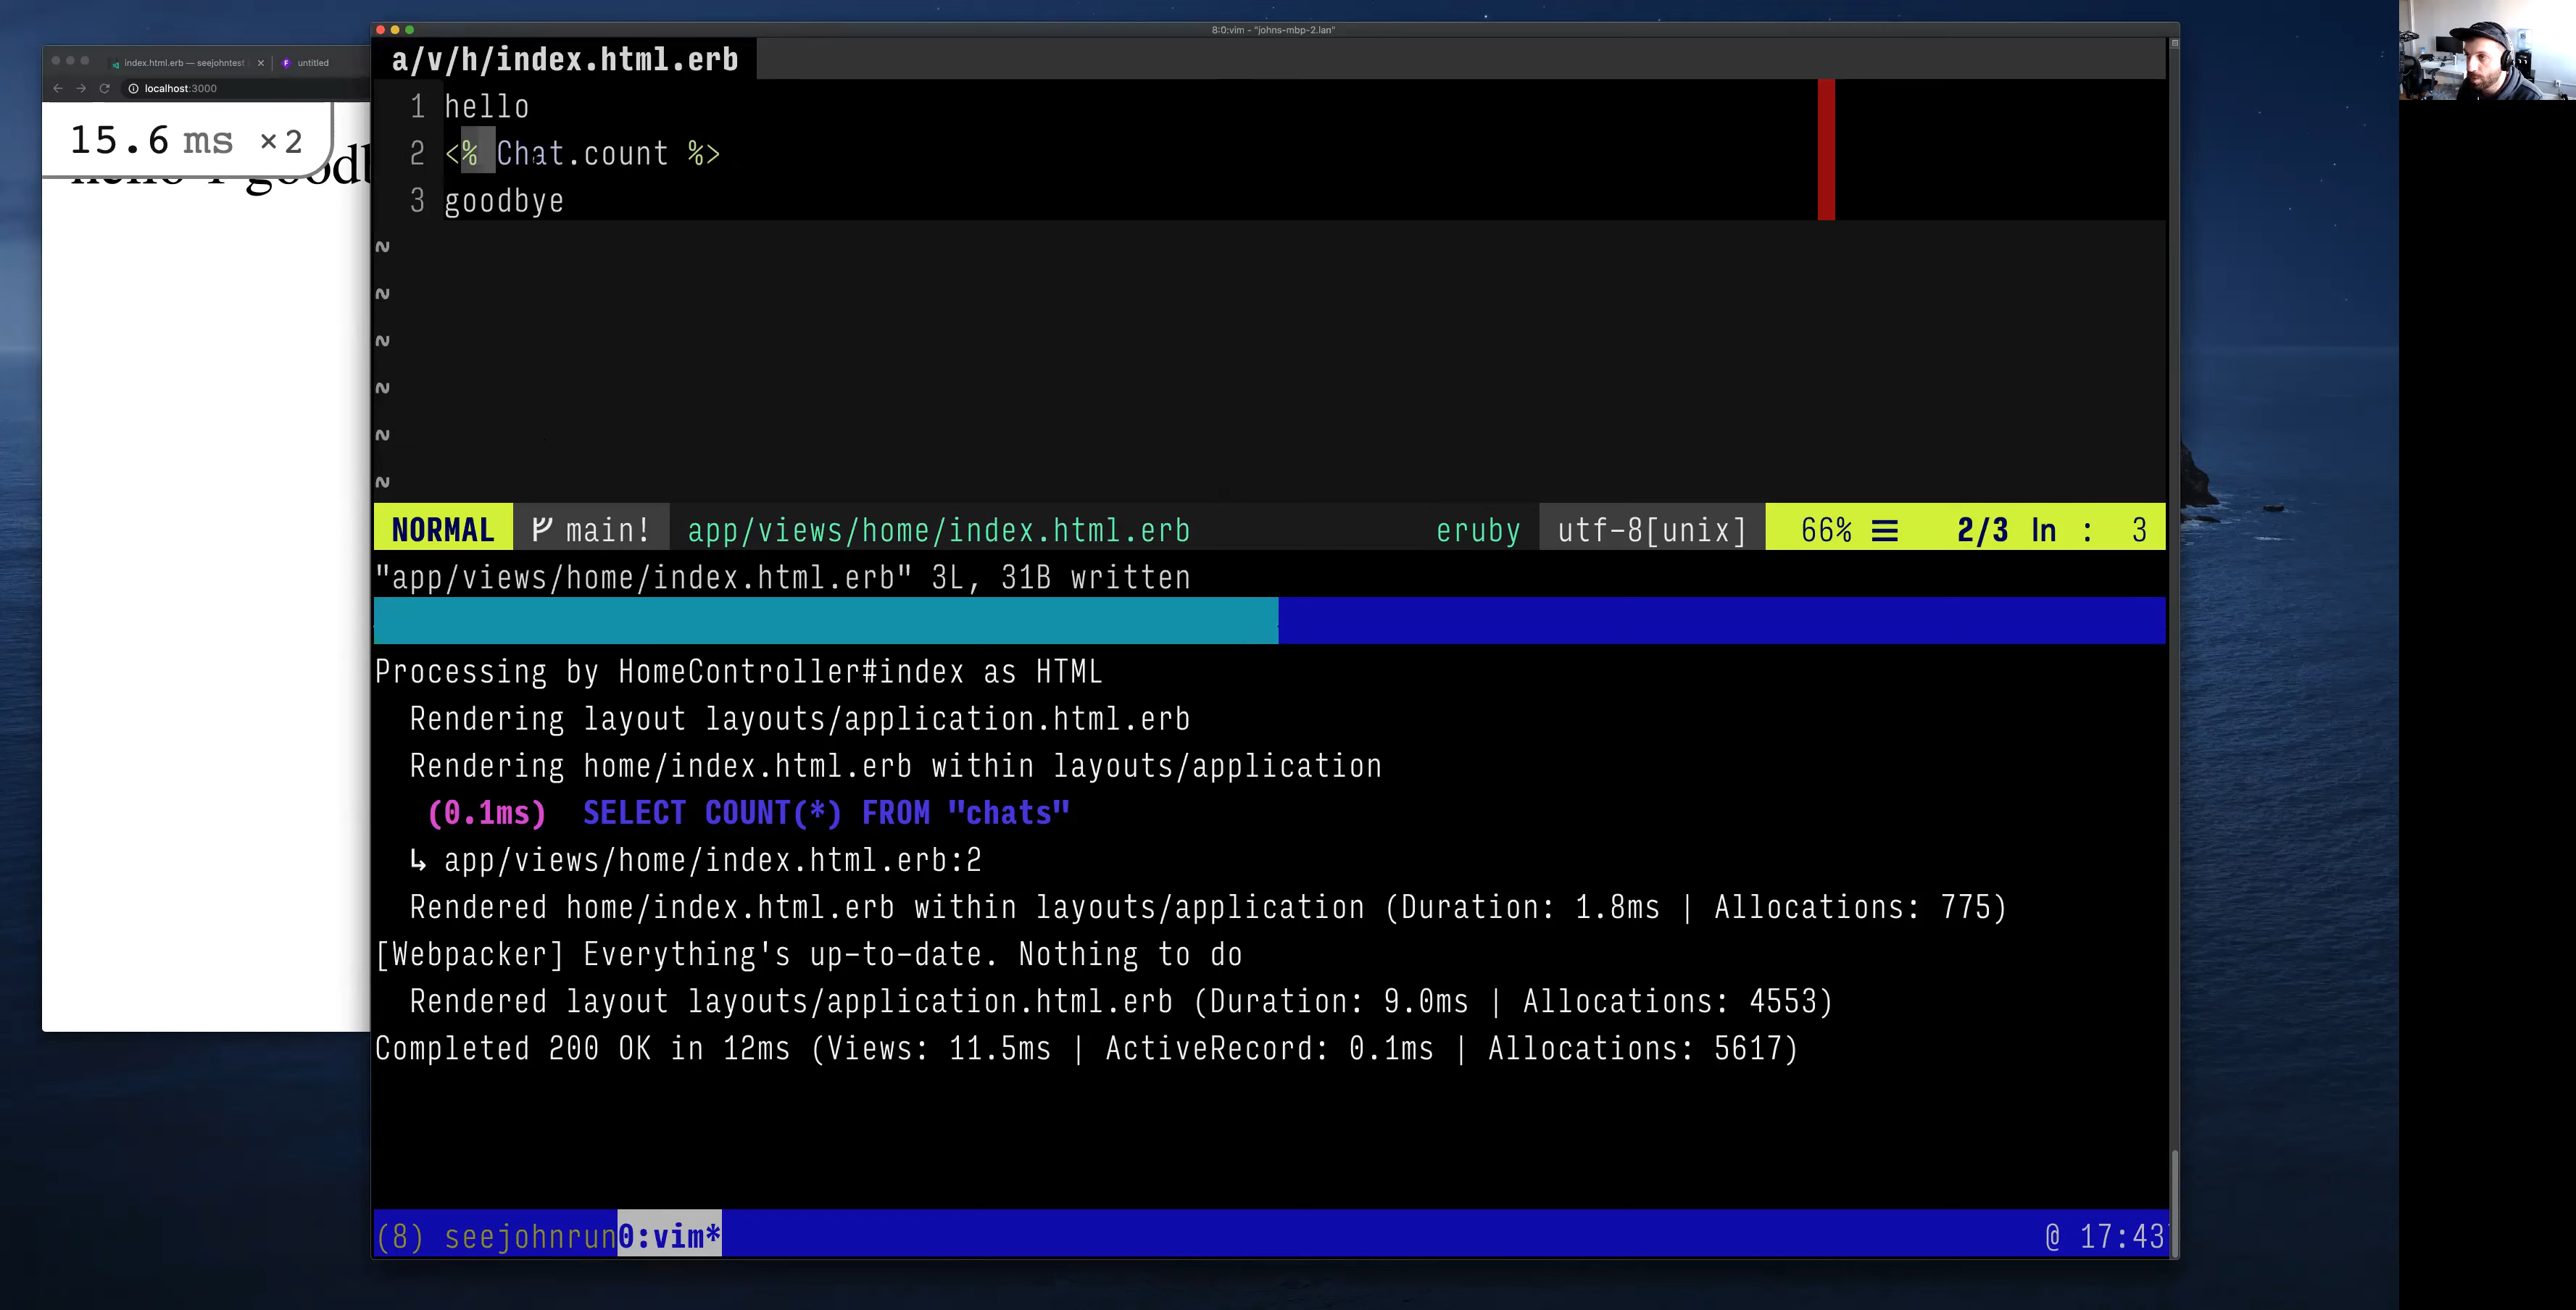 8:0:vim - "johns-mbp-2.lan"
index.html.erb — seejohntest
untitled
localhost:3000
15.6 ms ×2
a/v/h/index.html.erb
1 hello
2 <% Chat.count %>
3 goodbye
~
~
~
~
~
~
NORMAL main! app/views/home/index.html.erb eruby utf-8[unix] 66% ☰ 2/3 ln : 3
"app/views/home/index.html.erb" 3L, 31B written
Processing by HomeController#index as HTML
Rendering layout layouts/application.html.erb
Rendering home/index.html.erb within layouts/application
(0.1ms) SELECT COUNT(*) FROM "chats"
↳ app/views/home/index.html.erb:2
Rendered home/index.html.erb within layouts/application (Duration: 1.8ms | Allocations: 775)
[Webpacker] Everything's up-to-date. Nothing to do
Rendered layout layouts/application.html.erb (Duration: 9.0ms | Allocations: 4553)
Completed 200 OK in 12ms (Views: 11.5ms | ActiveRecord: 0.1ms | Allocations: 5617)
(8) seejohnrun0:vim* @ 17:43